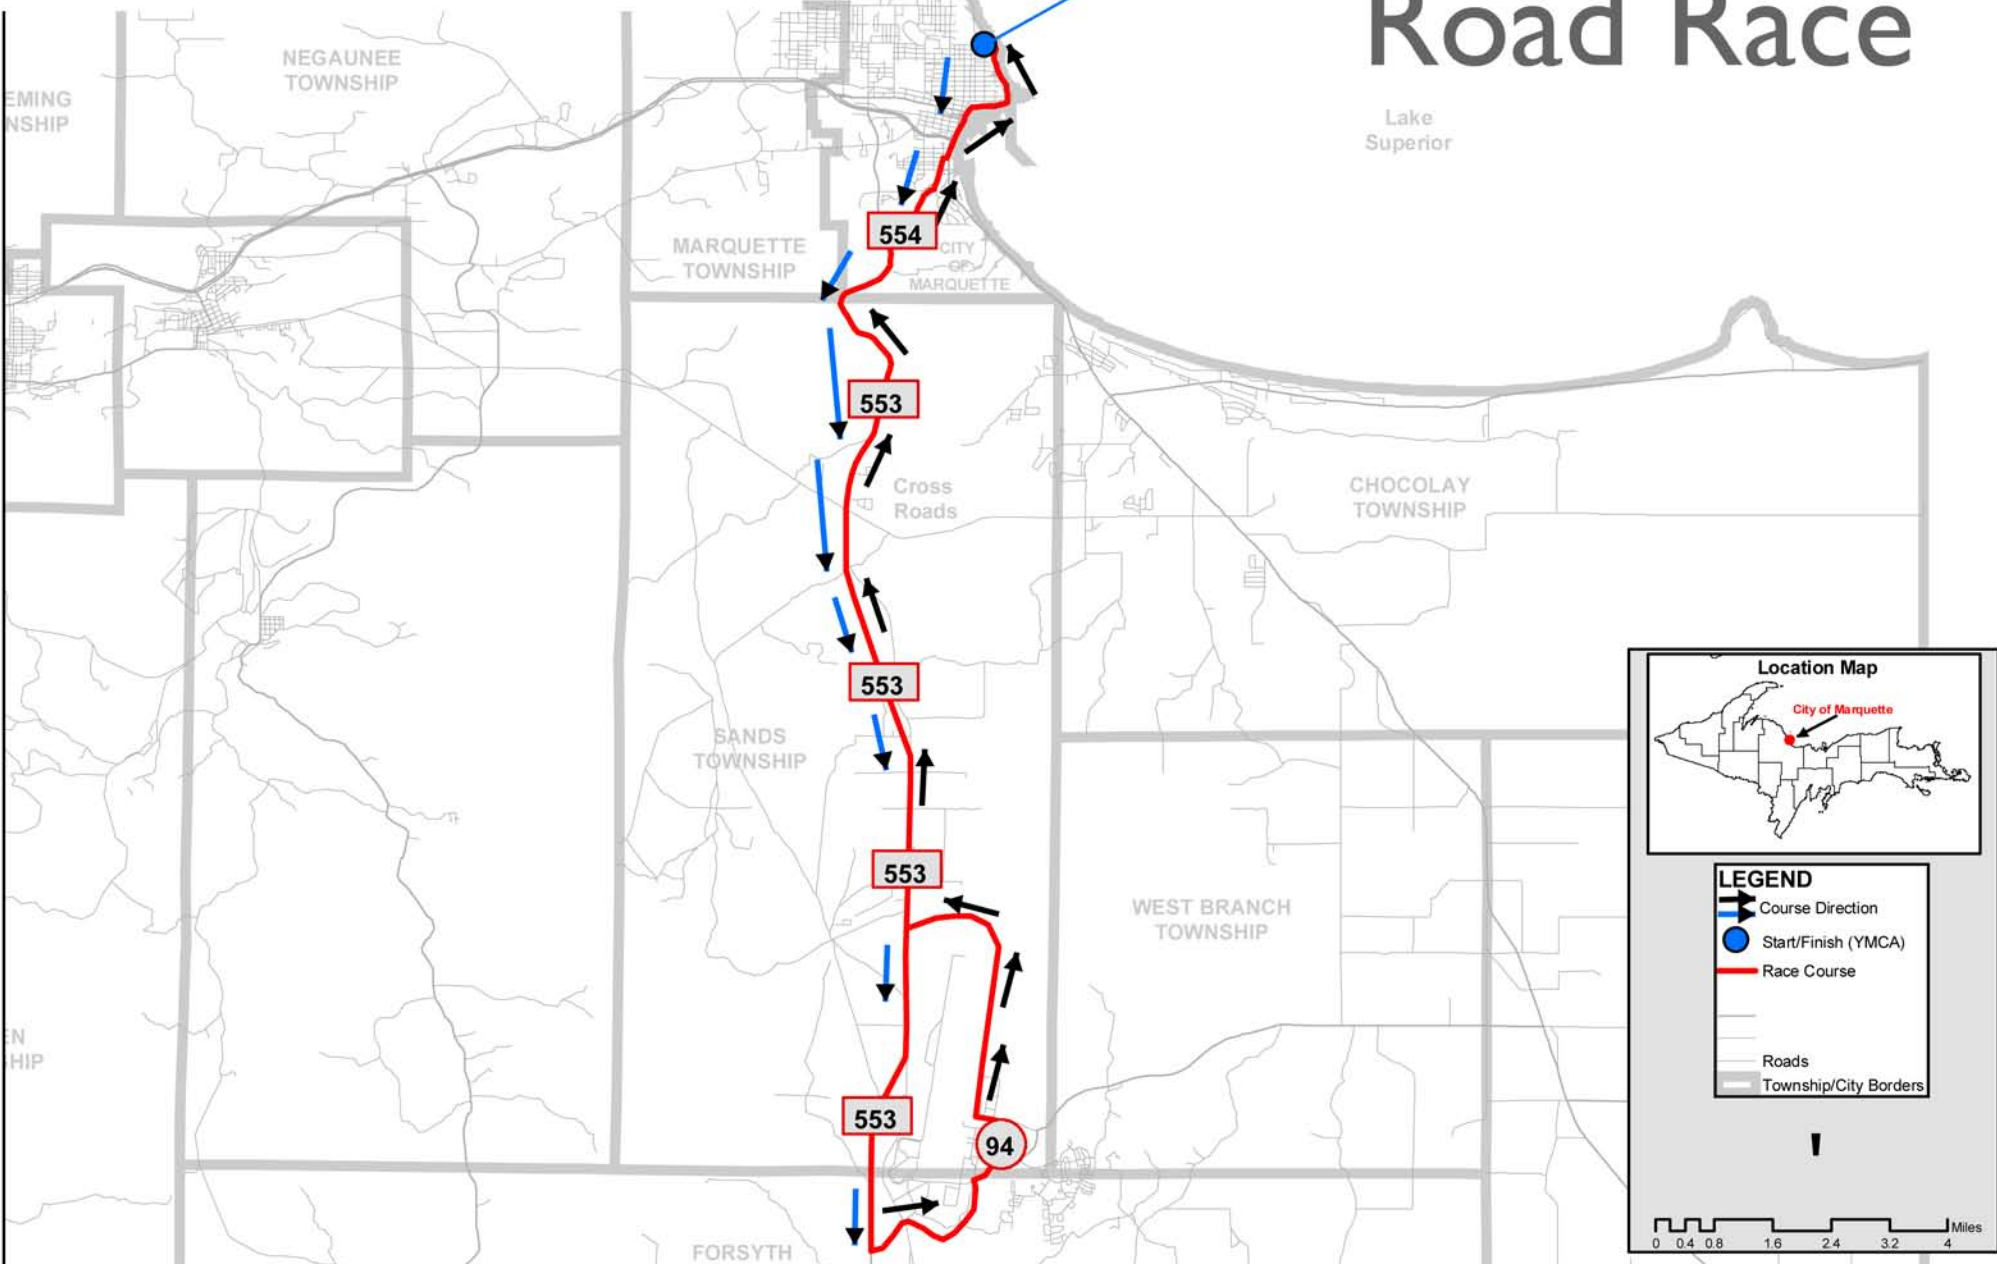 Road Race
NEGAUNEE
TOWNSHIP
EMING
NSHIP
Lake
Superior
554
MARQUETTE
TOWNSHIP
CITY
OF
MARQUETTE
553
Cross
Roads
CHOCOLAY
TOWNSHIP
553
SANDS
TOWNSHIP
553
WEST BRANCH
TOWNSHIP
EN
SHIP
553
94
FORSYTH
Location Map
City of Marquette
LEGEND
Course Direction
Start/Finish (YMCA)
Race Course
Roads
Township/City Borders
Miles
0 0.4 0.8 1.6 2.4 3.2 4